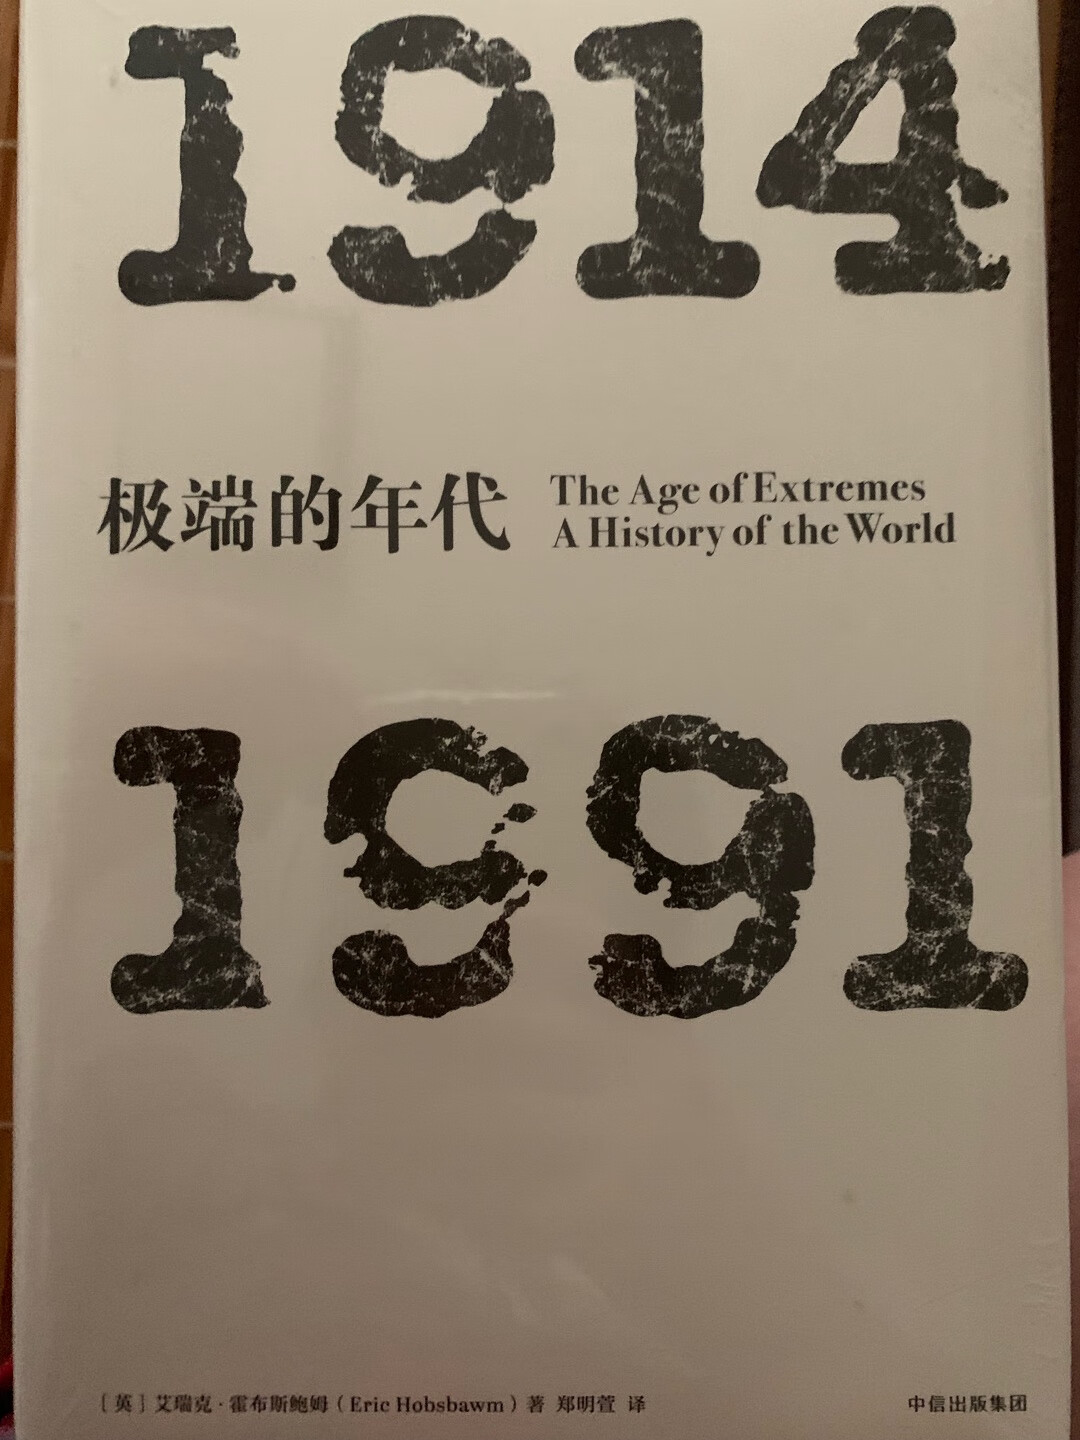 1914
极端的年代
The Age of Extremes
A History of the World
1991
[英] 艾瑞克·霍布斯鲍姆（Eric Hobsbawm）著 郑明萱 译
中信出版集团